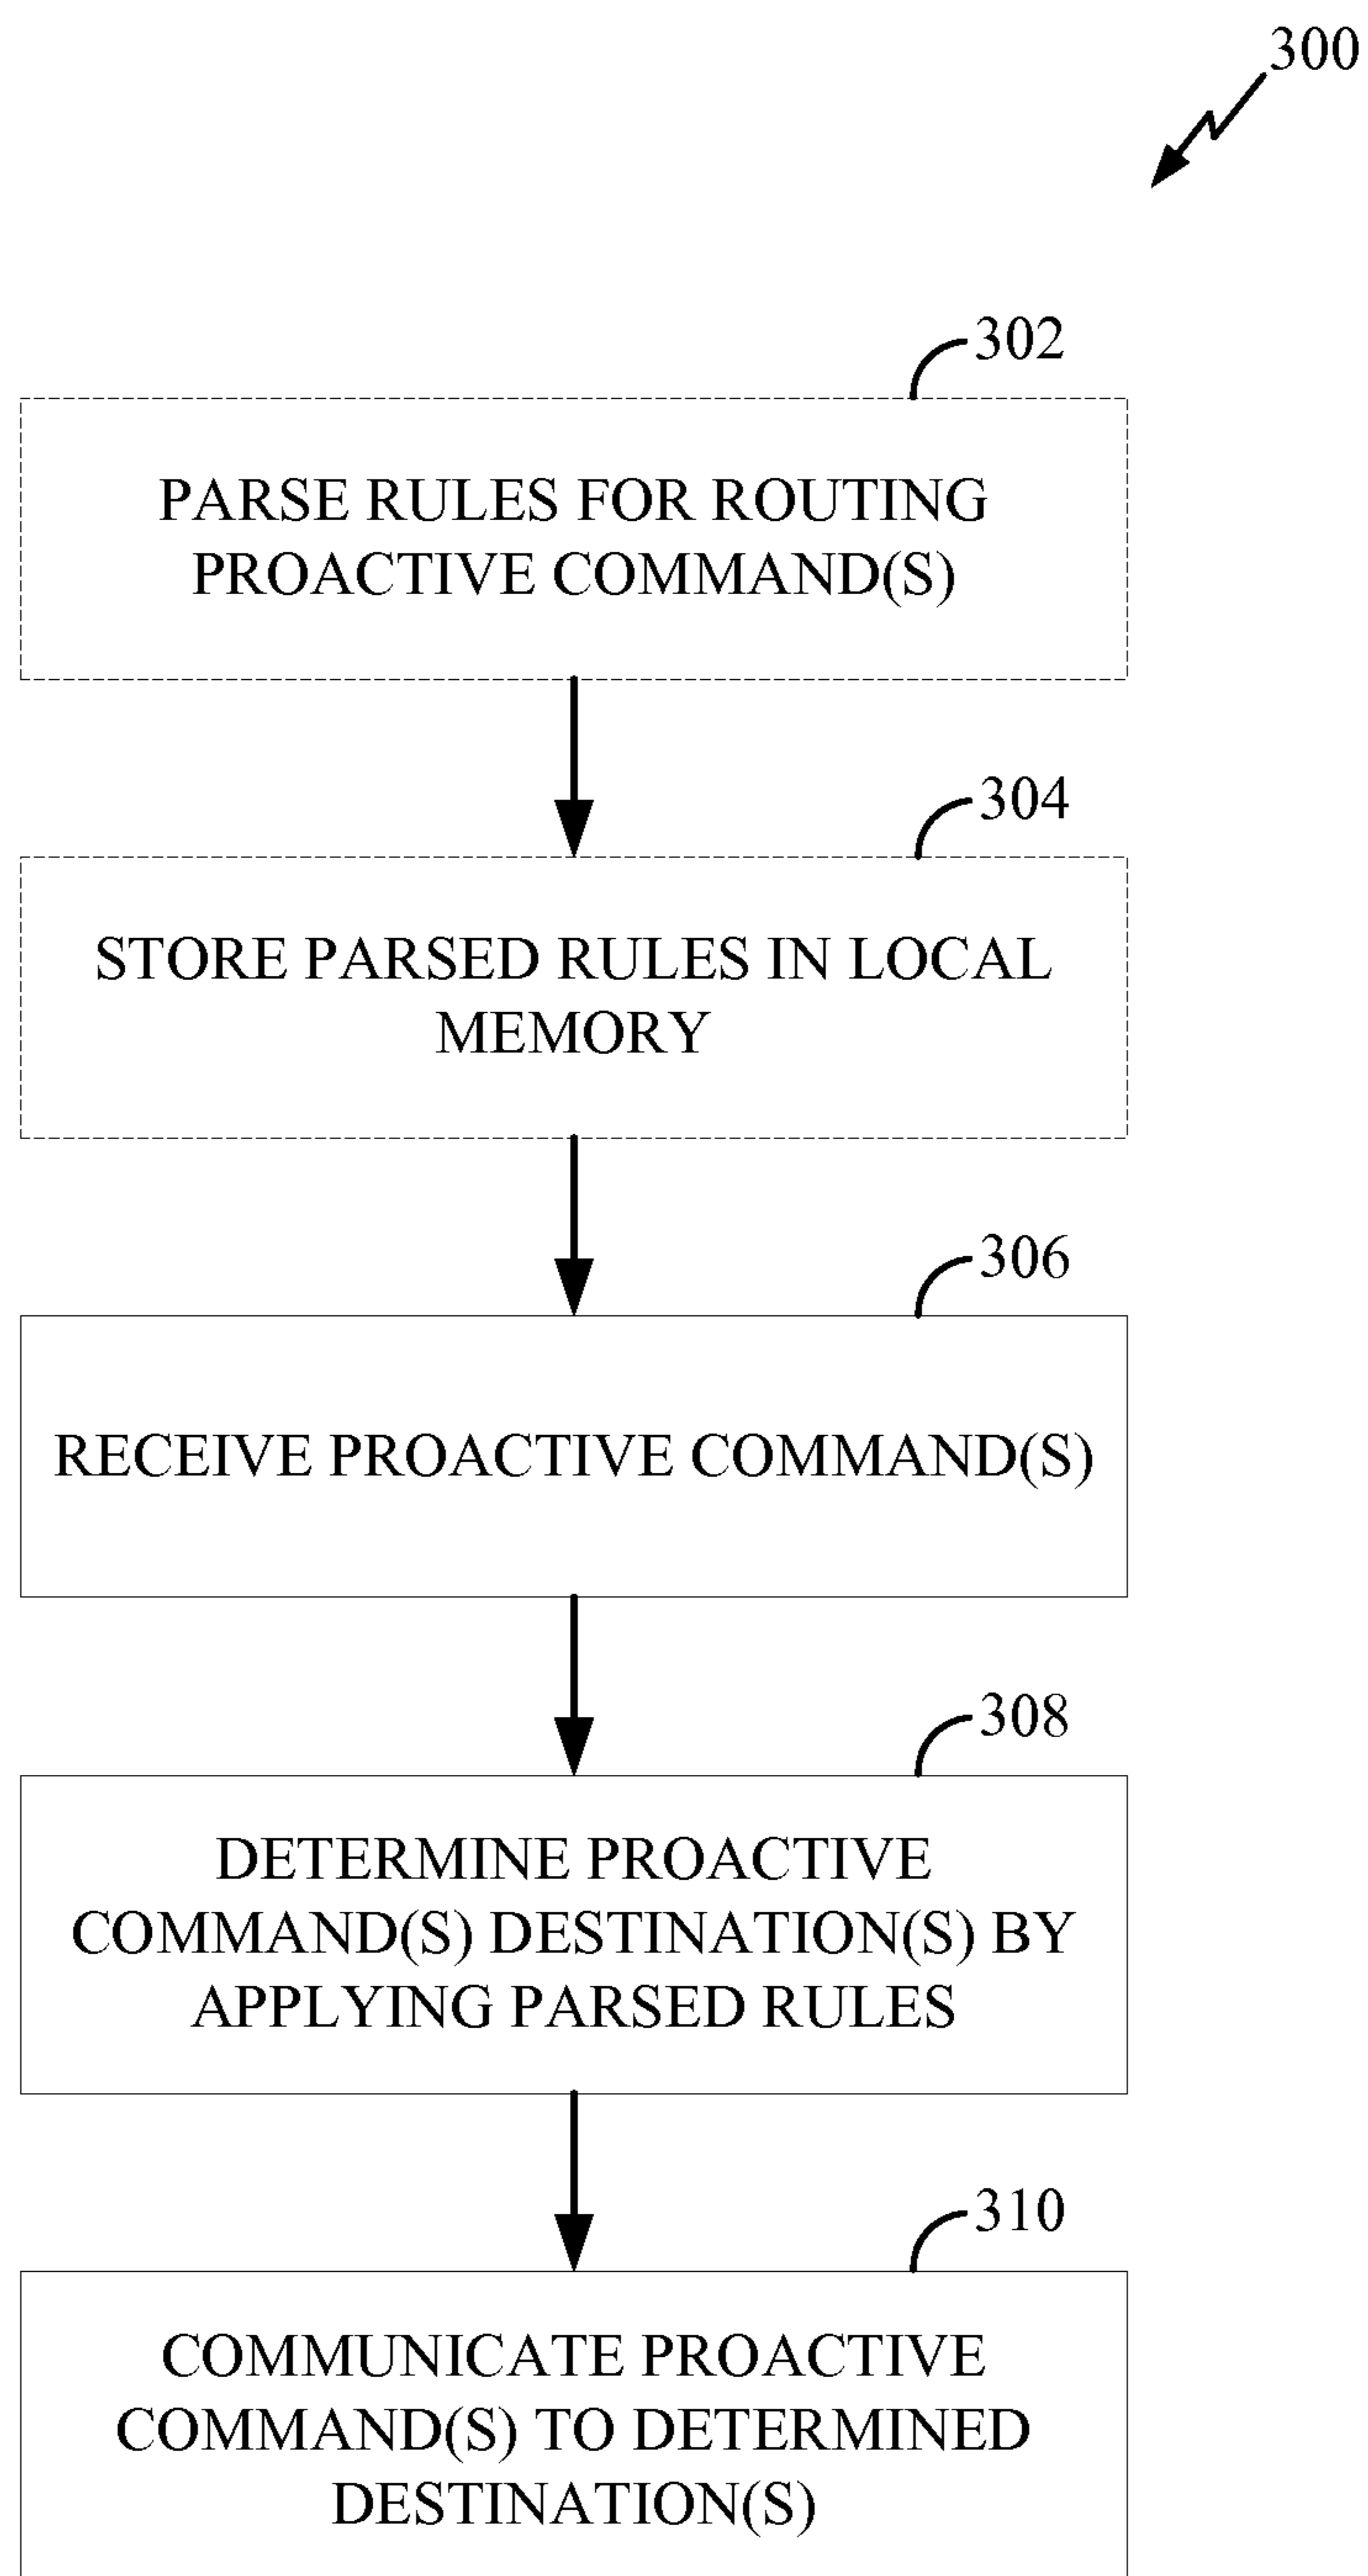 300
302
PARSE RULES FOR ROUTING
PROACTIVE COMMAND(S)
304
STORE PARSED RULES IN LOCAL
MEMORY
306
RECEIVE PROACTIVE COMMAND(S)
308
DETERMINE PROACTIVE
COMMAND(S) DESTINATION(S) BY
APPLYING PARSED RULES
310
COMMUNICATE PROACTIVE
COMMAND(S) TO DETERMINED
DESTINATION(S)